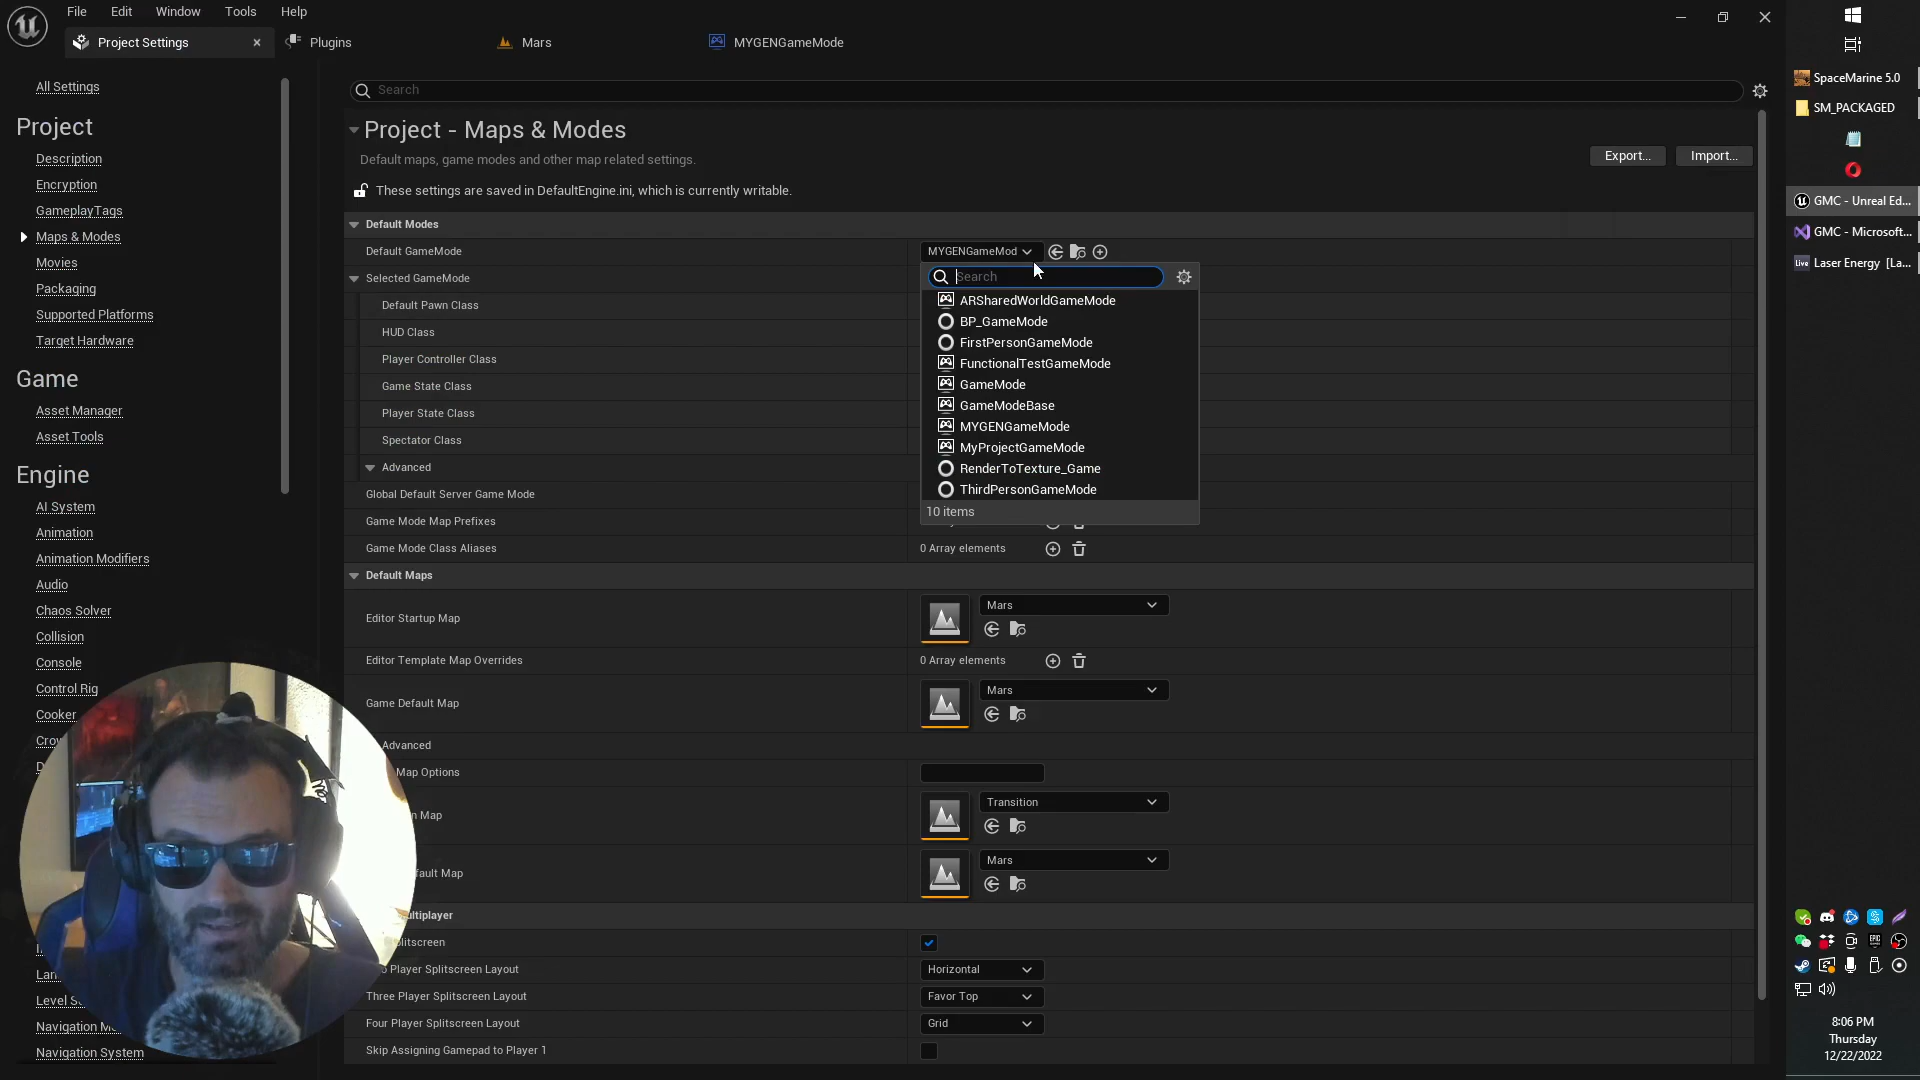 File Edit Window Tools Help
Project Settings Plugins Mars MYGENGameMode
All Settings
Project
Description
Encryption
GameplayTags
Maps & Modes
Movies
Packaging
Supported Platforms
Target Hardware
Game
Asset Manager
Asset Tools
Engine
AI System
Animation
Animation Modifiers
Audio
Chaos Solver
Collision
Console
Control Rig
Cooker
Navigation System
Search
Project - Maps & Modes
Default maps, game modes and other map related settings.
Export... Import...
These settings are saved in DefaultEngine.ini, which is currently writable.
Default Modes
Default GameMode MYGENGameMod
Selected GameMode
Default Pawn Class
HUD Class
Player Controller Class
Game State Class
Player State Class
Spectator Class
Advanced
Global Default Server Game Mode
Game Mode Map Prefixes
Game Mode Class Aliases 0 Array elements
Search
ARSharedWorldGameMode
BP_GameMode
FirstPersonGameMode
FunctionalTestGameMode
GameMode
GameModeBase
MYGENGameMode
MyProjectGameMode
RenderToTexture_Game
ThirdPersonGameMode
10 items
Default Maps
Editor Startup Map Mars
Editor Template Map Overrides 0 Array elements
Game Default Map Mars
Advanced
Map Options
Map Transition
Map Mars
Player Splitscreen Layout Horizontal
Three Player Splitscreen Layout Favor Top
Four Player Splitscreen Layout Grid
Skip Assigning Gamepad to Player 1
SpaceMarine 5.0
SM_PACKAGED
GMC - Unreal Ed...
GMC - Microsoft...
Live Laser Energy [La...
8:06 PM
Thursday
12/22/2022